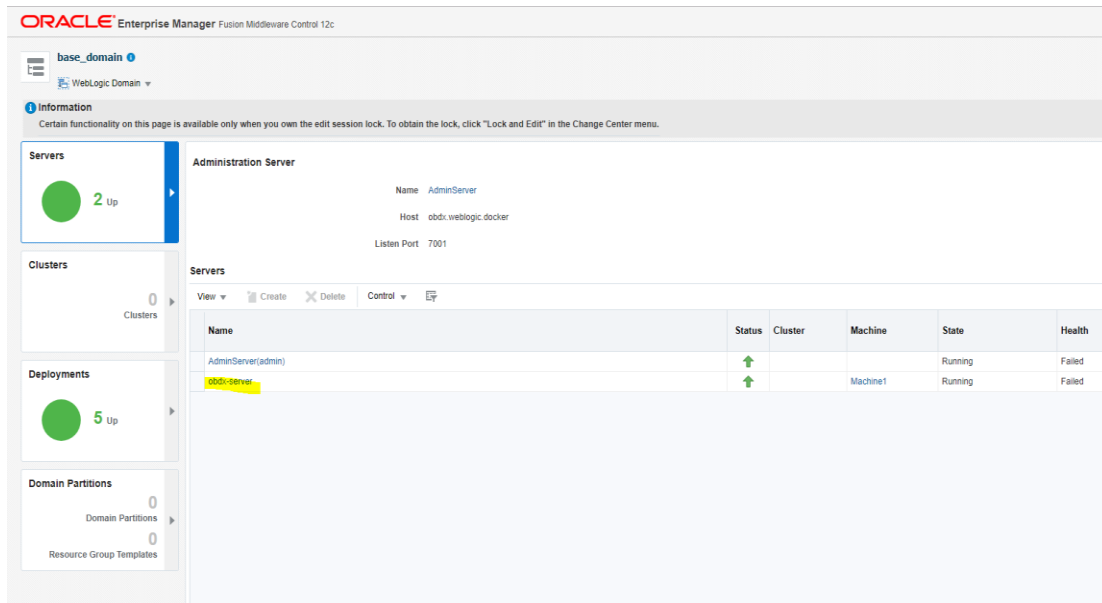 ORACLE Enterprise Manager Fusion Middleware Control 12c
base_domain
WebLogic Domain
Information
Certain functionality on this page is available only when you own the edit session lock. To obtain the lock, click "Lock and Edit" in the Change Center menu.
Servers
2 Up
Clusters
0
Clusters
Deployments
5 Up
Domain Partitions
0
Domain Partitions
0
Resource Group Templates
Administration Server
Name AdminServer
Host obdx.weblogic.docker
Listen Port 7001
Servers
View Create Delete Control
Name Status Cluster Machine State Health
AdminServer(admin) Running Failed
obdx-server Machine1 Running Failed